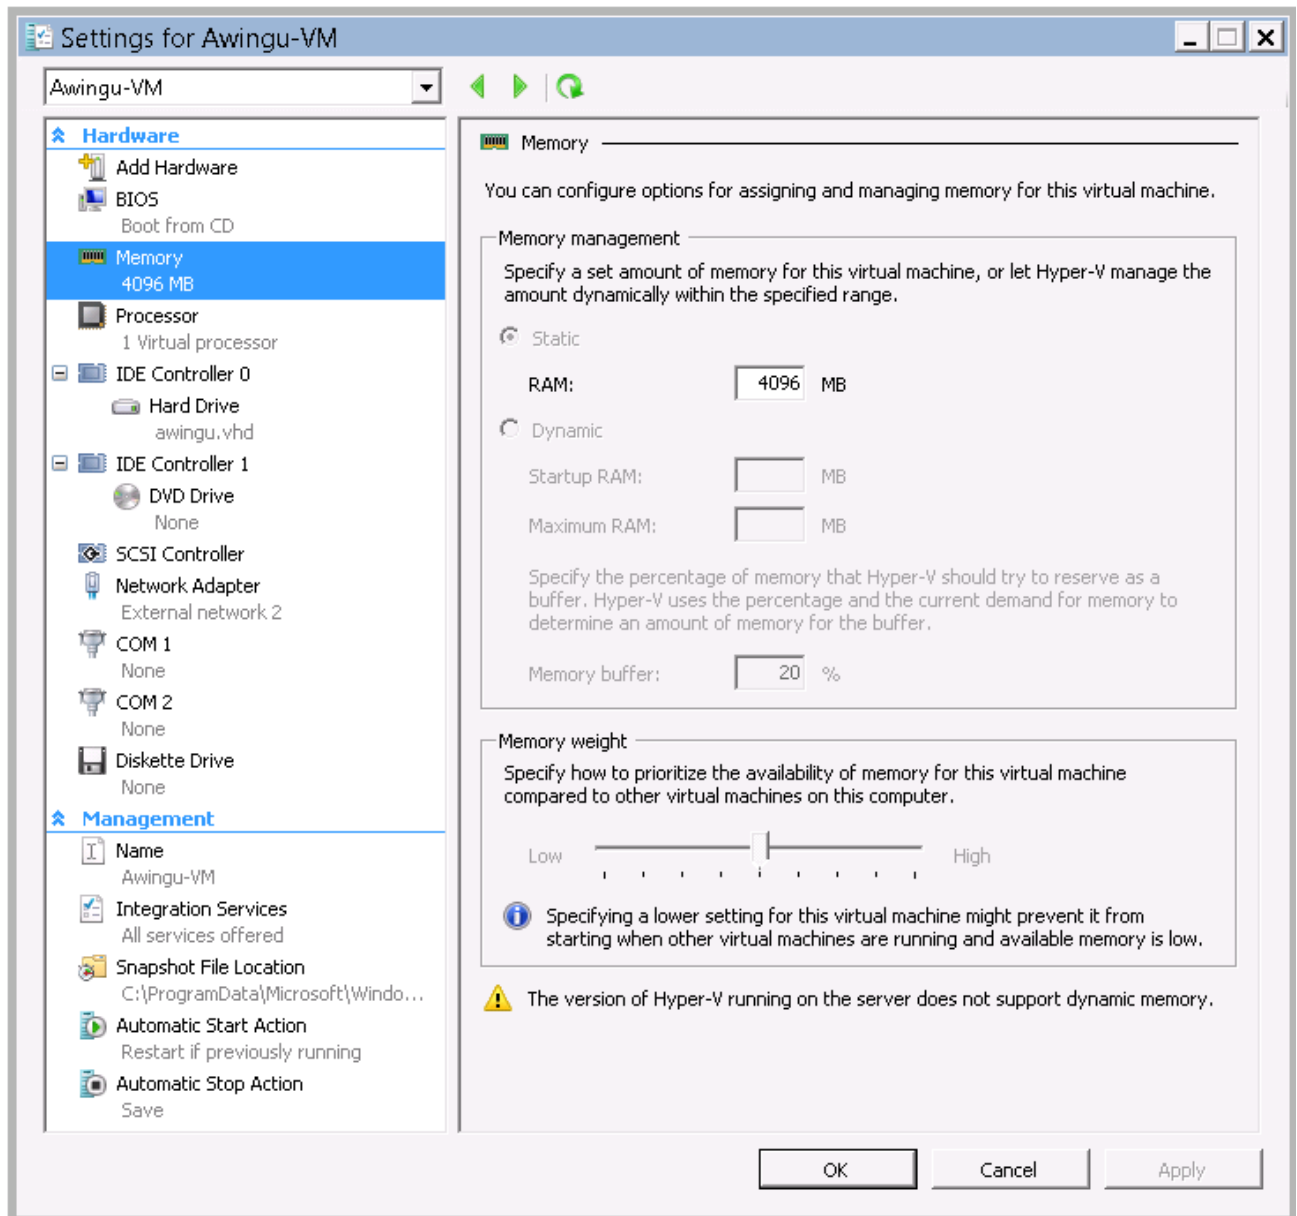 Settings for Awingu-VM
Awingu-VM
Hardware
Add Hardware
BIOS
Boot from CD
Memory
4096 MB
Processor
1 Virtual processor
IDE Controller 0
Hard Drive
awingu.vhd
IDE Controller 1
DVD Drive
None
SCSI Controller
Network Adapter
External network 2
COM 1
None
COM 2
None
Diskette Drive
None
Management
Name
Awingu-VM
Integration Services
All services offered
Snapshot File Location
C:\ProgramData\Microsoft\Windo...
Automatic Start Action
Restart if previously running
Automatic Stop Action
Save
Memory
You can configure options for assigning and managing memory for this virtual machine.
Memory management
Specify a set amount of memory for this virtual machine, or let Hyper-V manage the
amount dynamically within the specified range.
Static
RAM: 4096 MB
Dynamic
Startup RAM: MB
Maximum RAM: MB
Specify the percentage of memory that Hyper-V should try to reserve as a
buffer. Hyper-V uses the percentage and the current demand for memory to
determine an amount of memory for the buffer.
Memory buffer: 20 %
Memory weight
Specify how to prioritize the availability of memory for this virtual machine
compared to other virtual machines on this computer.
Low High
Specifying a lower setting for this virtual machine might prevent it from
starting when other virtual machines are running and available memory is low.
The version of Hyper-V running on the server does not support dynamic memory.
OK Cancel Apply